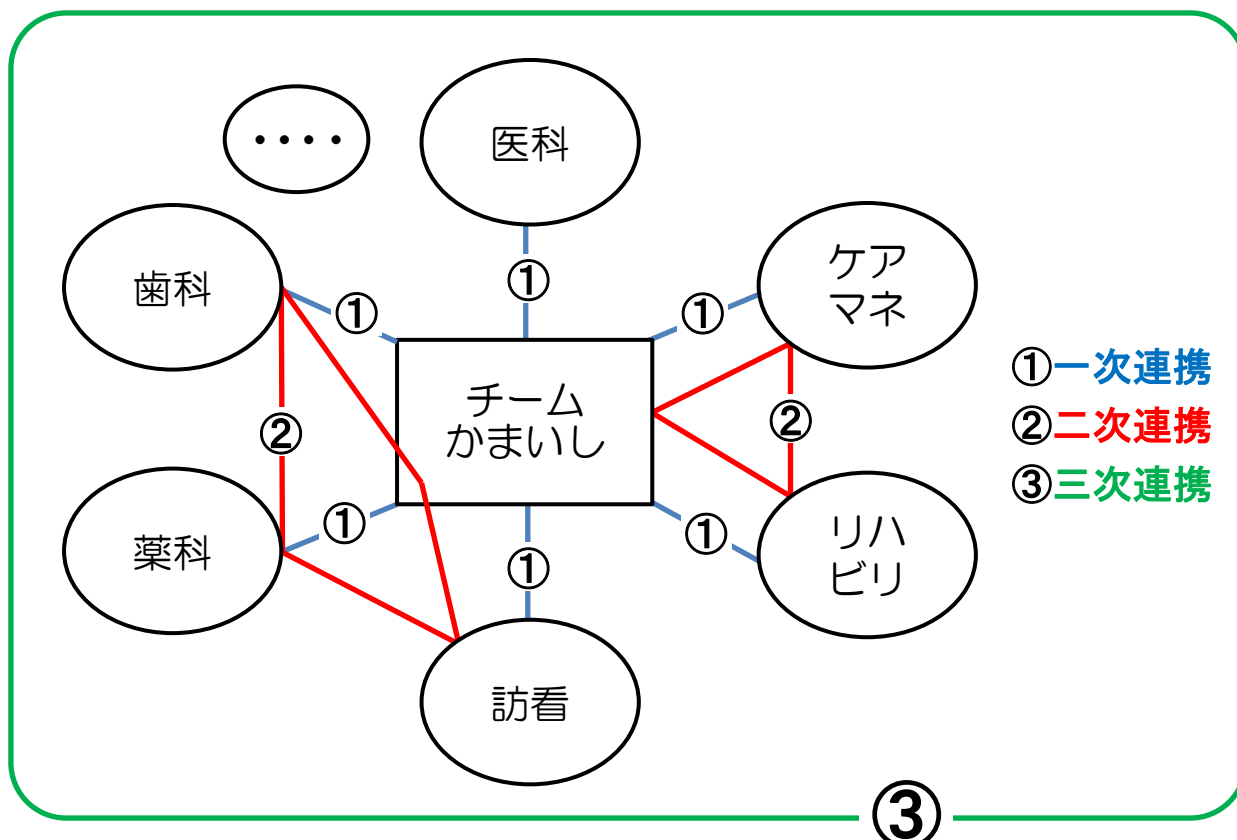 ・・・・
医科
歯科
①
ケア
マネ
①
①
チーム
かまいし
②
②
①一次連携
②二次連携
③三次連携
薬科
①
①
①
リハ
ビリ
訪看
③